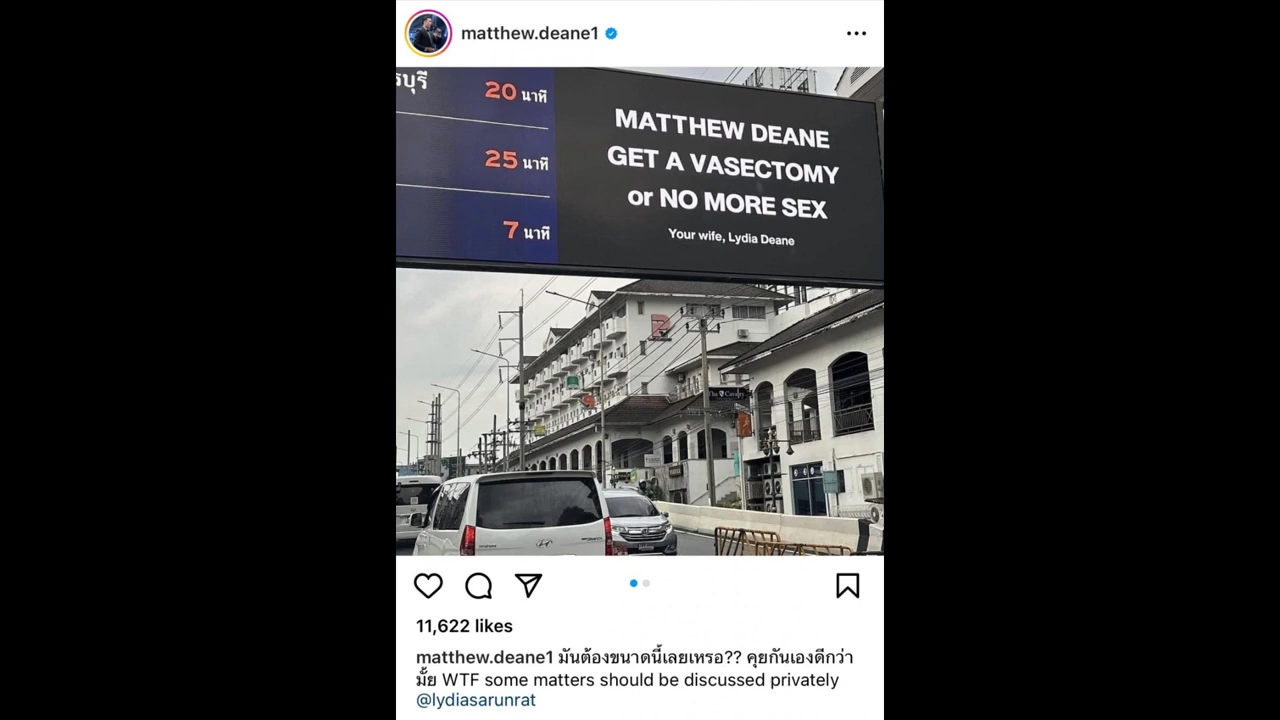 matthew.deane1
รบุรี
20 นาที
25 นาที
7 นาที
MATTHEW DEANE
GET A VASECTOMY
or NO MORE SEX
Your wife, Lydia Deane
The Cavalry
11,622 likes
matthew.deane1 มันต้องขนาดนี้เลยเหรอ?? คุยกันเองดีกว่า
มั้ย WTF some matters should be discussed privately
@lydiasarunrat